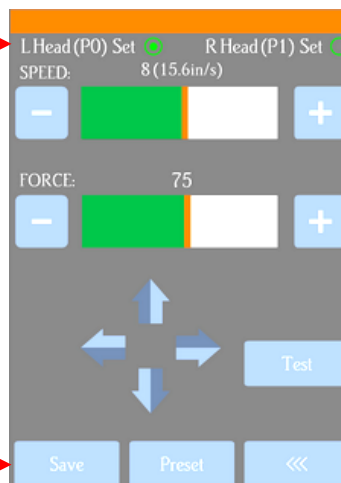 L Head (P0) Set R Head (P1) Set
SPEED: 8 (15.6in/s)
− +
FORCE: 75
− +
Test
Save Preset <<<